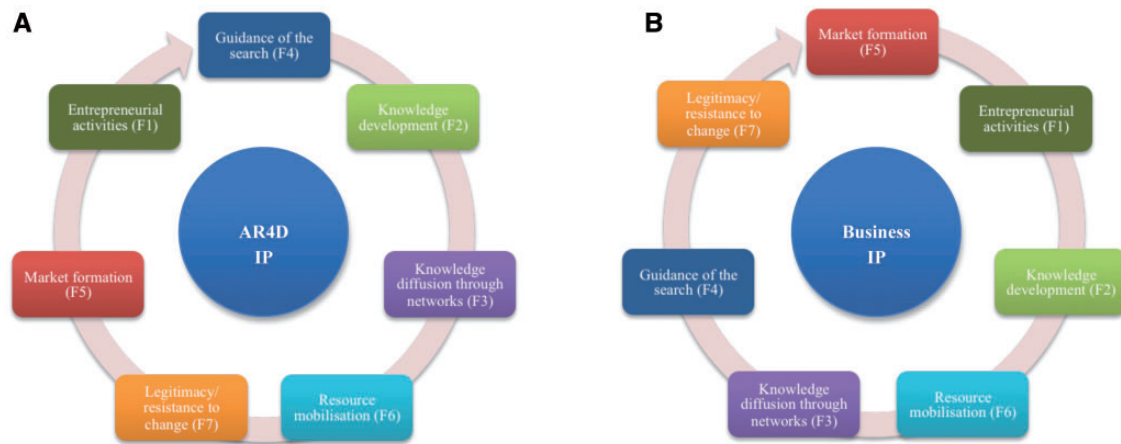 A
Guidance of the
search (F4)
Knowledge
development (F2)
Knowledge
diffusion through
networks (F3)
Resource
mobilisation (F6)
Legitimacy/
resistance to
change (F7)
Market formation
(F5)
Entrepreneurial
activities (F1)
AR4D
IP
B
Market formation
(F5)
Entrepreneurial
activities (F1)
Knowledge
development (F2)
Resource
mobilisation (F6)
Knowledge
diffusion through
networks (F3)
Guidance of the
search (F4)
Legitimacy/
resistance to
change (F7)
Business
IP